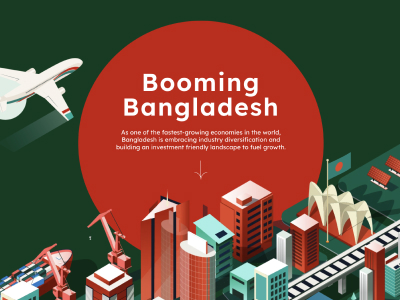 Booming
Bangladesh
As one of the fastest-growing economies in the world,
Bangladesh is embracing industry diversification and
building an investment friendly landscape to fuel growth.